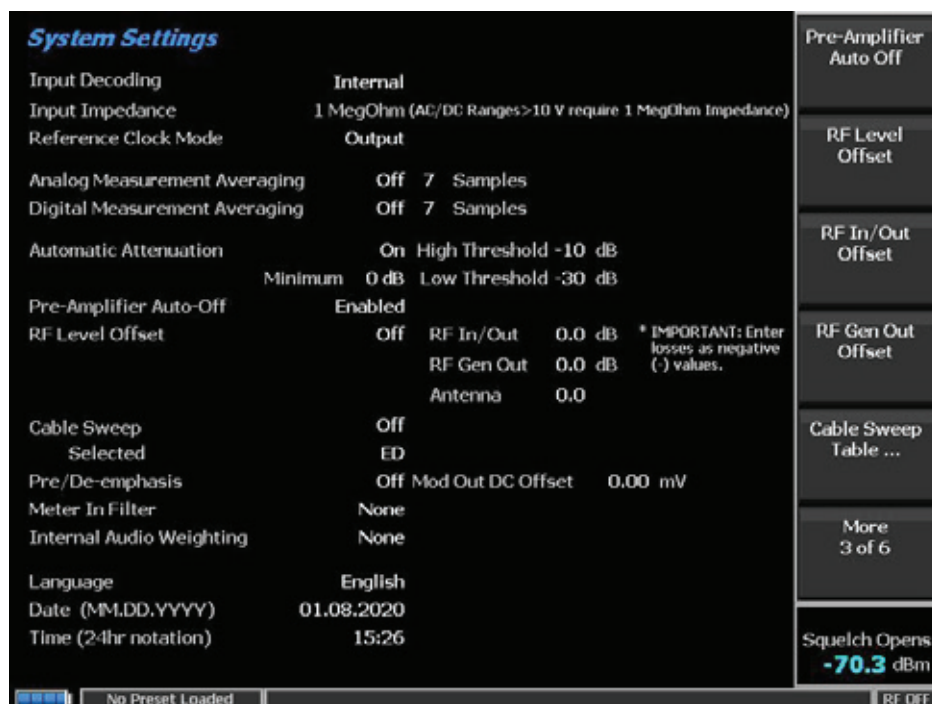 System Settings
Input Decoding Internal
Input Impedance 1 MegOhm (AC/DC Ranges>10 V require 1 MegOhm Impedance)
Reference Clock Mode Output
Analog Measurement Averaging Off 7 Samples
Digital Measurement Averaging Off 7 Samples
Automatic Attenuation On High Threshold -10 dB
Minimum 0 dB Low Threshold -30 dB
Pre-Amplifier Auto-Off Enabled
RF Level Offset Off RF In/Out 0.0 dB * IMPORTANT: Enter
losses as negative
RF Gen Out 0.0 dB (-) values.
Antenna 0.0
Cable Sweep Off
Selected ED
Pre/De-emphasis Off Mod Out DC Offset 0.00 mV
Meter In Filter None
Internal Audio Weighting None
Language English
Date (MM.DD.YYYY) 01.08.2020
Time (24hr notation) 15:26
Pre-Amplifier
Auto Off
RF Level
Offset
RF In/Out
Offset
RF Gen Out
Offset
Cable Sweep
Table ...
More
3 of 6
Squelch Opens
-70.3 dBm
No Preset Loaded
RF OFF